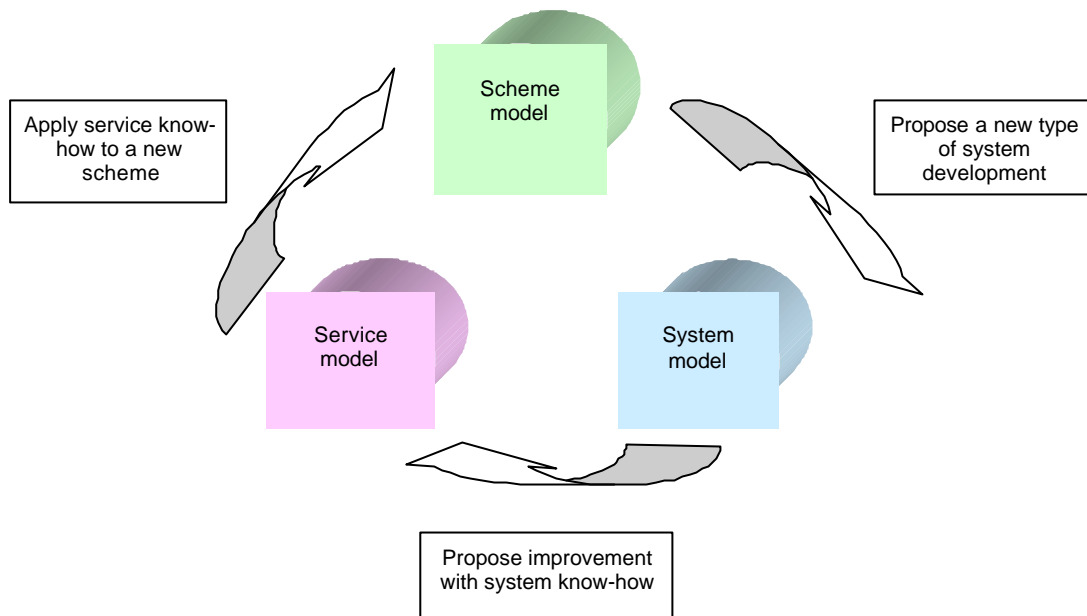 Scheme
model
Apply service know-
how to a new
scheme
Propose a new type
of system
development
Service
model
System
model
Propose improvement
with system know-how